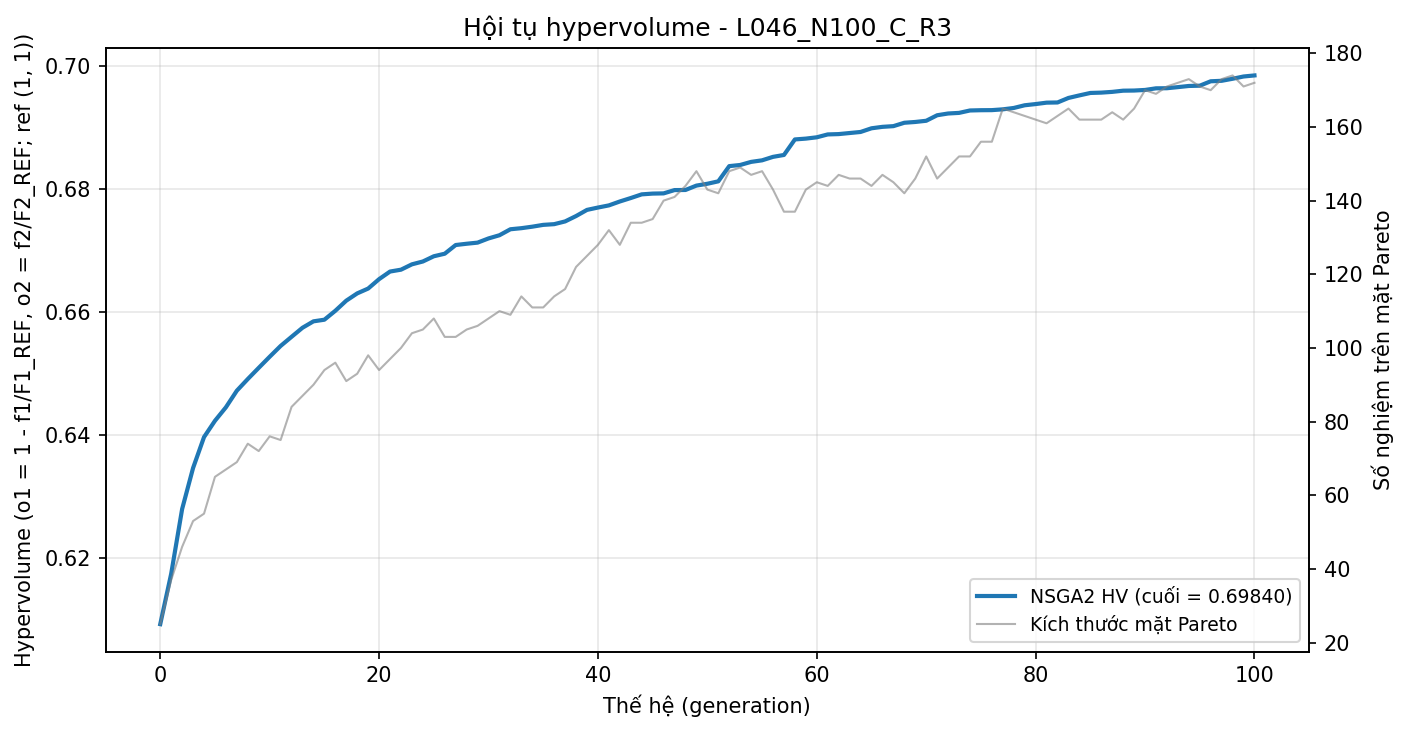 Hội tụ hypervolume - L046_N100_C_R3
Hypervolume (o1 = 1 - f1/F1_REF, o2 = f2/F2_REF; ref (1, 1))
0.70
0.68
0.66
0.64
0.62
180
160
140
120
100
80
60
40
20
Số nghiệm trên mặt Pareto
NSGA2 HV (cuối = 0.69840)
Kích thước mặt Pareto
0 20 40 60 80 100
Thế hệ (generation)